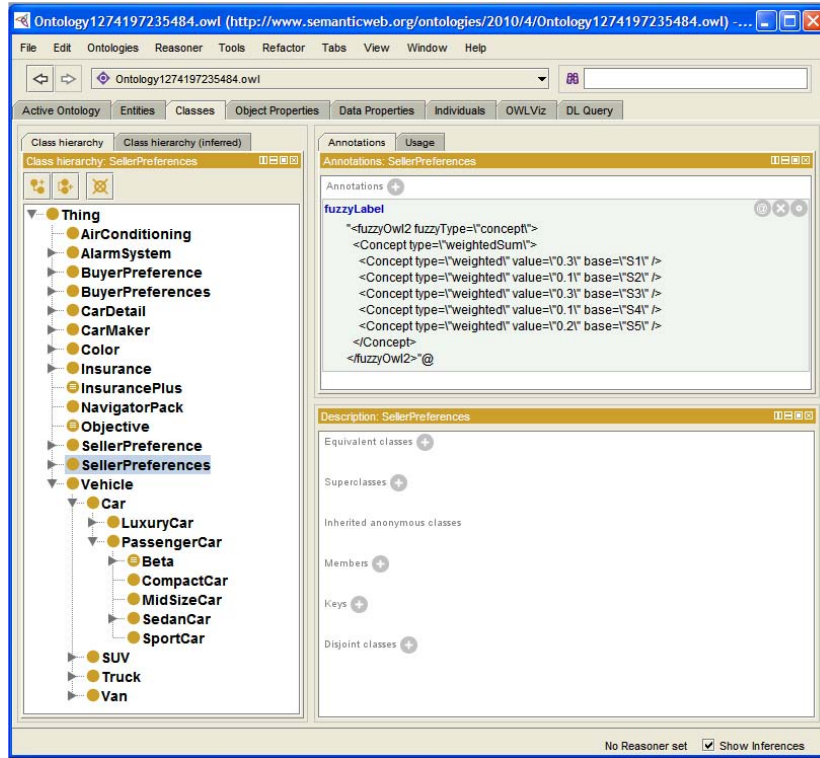 Ontology1274197235484.owl (http://www.semanticweb.org/ontologies/2010/4/Ontology1274197235484.owl) -...
File Edit Ontologies Reasoner Tools Refactor Tabs View Window Help
Ontology1274197235484.owl
Active Ontology Entities Classes Object Properties Data Properties Individuals OWLViz DL Query
Class hierarchy Class hierarchy (inferred)
Class hierarchy: SellerPreferences
Thing
AirConditioning
AlarmSystem
BuyerPreference
BuyerPreferences
CarDetail
CarMaker
Color
Insurance
InsurancePlus
NavigatorPack
Objective
SellerPreference
SellerPreferences
Vehicle
Car
LuxuryCar
PassengerCar
Beta
CompactCar
MidSizeCar
SedanCar
SportCar
SUV
Truck
Van
Annotations Usage
Annotations: SellerPreferences
Annotations
fuzzyLabel
"<fuzzyOwl2 fuzzyType=\"concept\">
<Concept type=\"weightedSum\">
<Concept type=\"weighted\" value=\"0.3\" base=\"S1\" />
<Concept type=\"weighted\" value=\"0.1\" base=\"S2\" />
<Concept type=\"weighted\" value=\"0.3\" base=\"S3\" />
<Concept type=\"weighted\" value=\"0.1\" base=\"S4\" />
<Concept type=\"weighted\" value=\"0.2\" base=\"S5\" />
</Concept>
</fuzzyOwl2>"@
Description: SellerPreferences
Equivalent classes
Superclasses
Inherited anonymous classes
Members
Keys
Disjoint classes
No Reasoner set Show Inferences